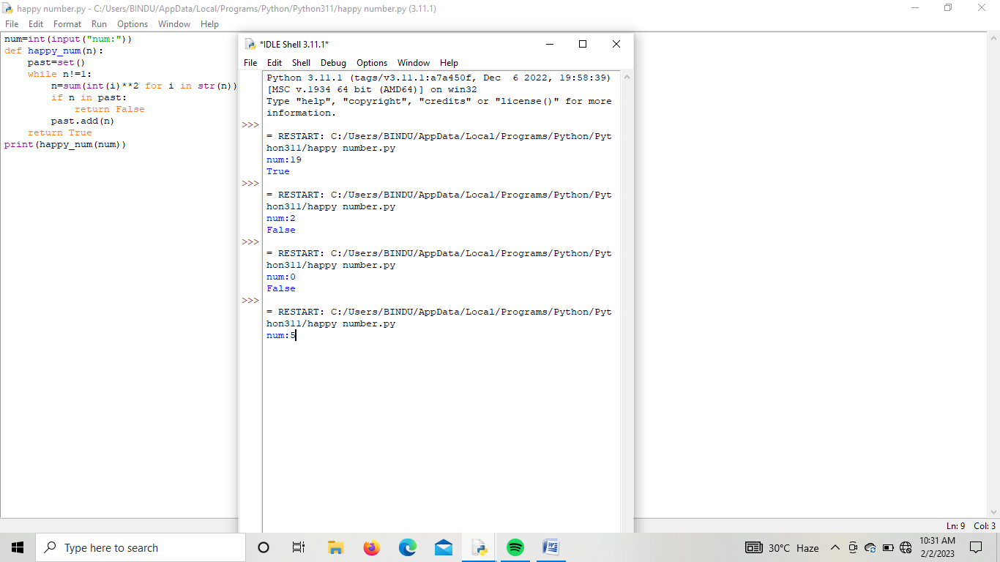 happy number.py - C:/Users/BINDU/AppData/Local/Programs/Python/Python311/happy number.py (3.11.1)
File Edit Format Run Options Window Help
num=int(input("num:"))
def happy_num(n):
    past=set()
    while n!=1:
        n=sum(int(i)**2 for i in str(n))
        if n in past:
            return False
        past.add(n)
    return True
print(happy_num(num))
*IDLE Shell 3.11.1*
File Edit Shell Debug Options Window Help
Python 3.11.1 (tags/v3.11.1:a7a450f, Dec  6 2022, 19:58:39)
[MSC v.1934 64 bit (AMD64)] on win32
Type "help", "copyright", "credits" or "license()" for more
information.
>>>
= RESTART: C:/Users/BINDU/AppData/Local/Programs/Python/Pyt
hon311/happy number.py
num:19
True
>>>
= RESTART: C:/Users/BINDU/AppData/Local/Programs/Python/Pyt
hon311/happy number.py
num:2
False
>>>
= RESTART: C:/Users/BINDU/AppData/Local/Programs/Python/Pyt
hon311/happy number.py
num:0
False
>>>
= RESTART: C:/Users/BINDU/AppData/Local/Programs/Python/Pyt
hon311/happy number.py
num:5
Ln: 9 Col: 3
Type here to search
30°C Haze
10:31 AM
2/2/2023